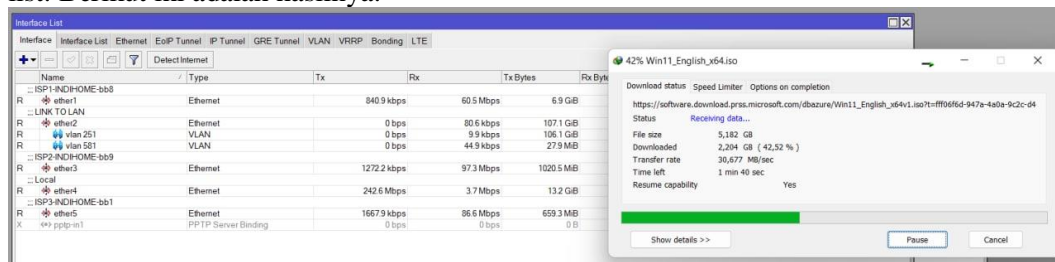 list. Berikut ini adalah hasilnya.
Interface List
Interface Interface List Ethernet EoIP Tunnel IP Tunnel GRE Tunnel VLAN VRRP Bonding LTE
Detect Internet
Name / Type Tx Rx Tx Bytes Rx Byte
::: ISP1-INDIHOME-bb8
R ether1 Ethernet 840.9 kbps 60.5 Mbps 6.9 GiB
::: LINK TO LAN
R ether2 Ethernet 0 bps 80.6 kbps 107.1 GiB
R vlan 251 VLAN 0 bps 9.9 kbps 106.1 GiB
R vlan 581 VLAN 0 bps 44.9 kbps 27.9 MiB
::: ISP2-INDIHOME-bb9
R ether3 Ethernet 1272.2 kbps 97.3 Mbps 1020.5 MiB
::: Local
R ether4 Ethernet 242.6 Mbps 3.7 Mbps 13.2 GiB
::: ISP3-INDIHOME-bb1
R ether5 Ethernet 1667.9 kbps 86.6 Mbps 659.3 MiB
X pptp-in1 PPTP Server Binding 0 bps 0 bps 0 B
42% Win11_English_x64.iso
Download status Speed Limiter Options on completion
https://software.download.prss.microsoft.com/dbazure/Win11_English_x64v1.iso?t=fff06f6d-947a-4a0a-9c2c-d4
Status Receiving data...
File size 5,182 GB
Downloaded 2,204 GB ( 42,52 % )
Transfer rate 30,677 MB/sec
Time left 1 min 40 sec
Resume capability Yes
Show details >> Pause Cancel